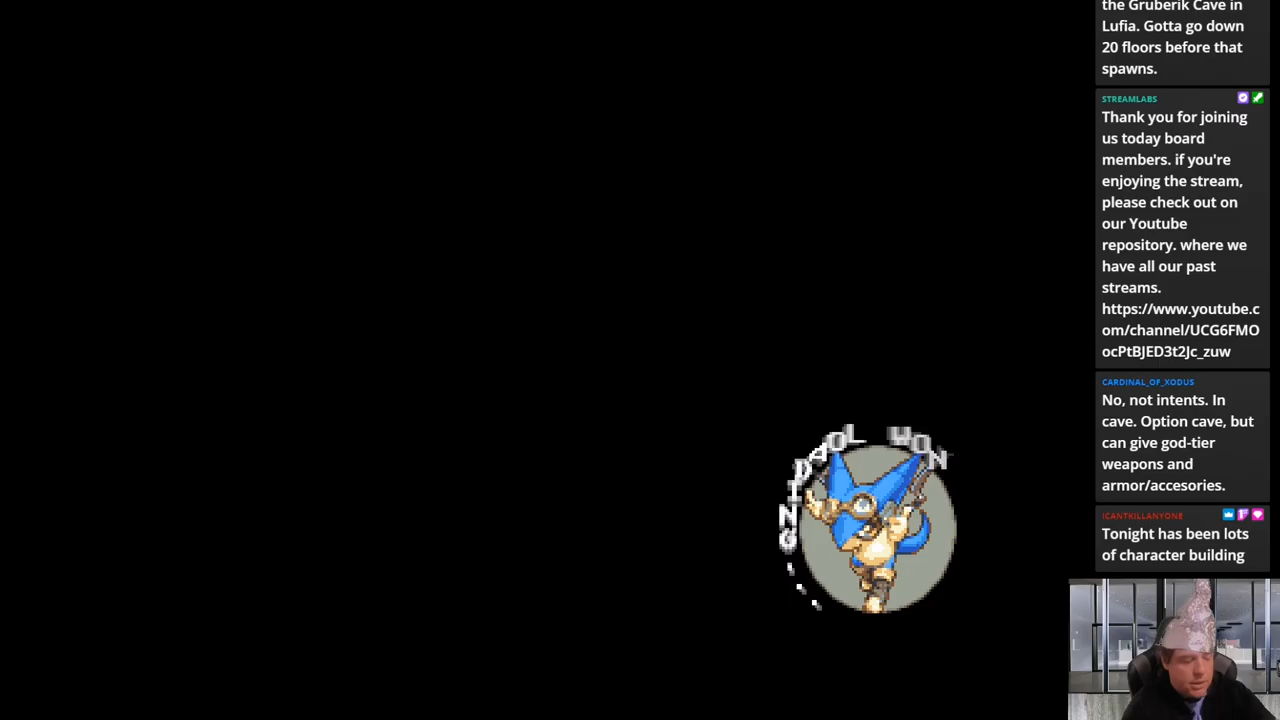 the Gruberik Cave in
Lufia. Gotta go down
20 floors before that
spawns.
STREAMLABS
Thank you for joining
us today board
members. if you're
enjoying the stream,
please check out on
our Youtube
repository. where we
have all our past
streams.
https://www.youtube.c
om/channel/UCG6FMO
ocPtBJED3t2Jc_zuw
CARDINAL_OF_XODUS
No, not intents. In
cave. Option cave, but
can give god-tier
weapons and
armor/accesories.
ICANTKILLANYONE
Tonight has been lots
of character building
NOW LOADING...